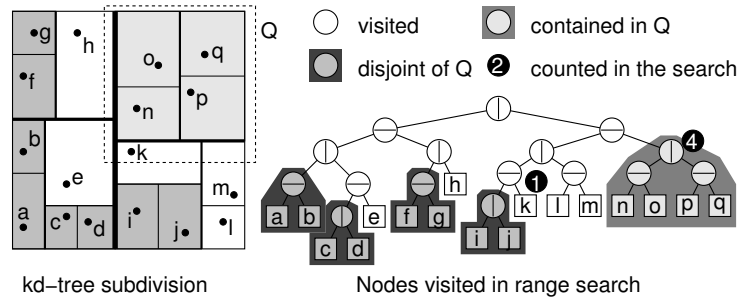 g
h
o
q
Q
f
n
p
b
k
e
m
a
c
d
i
j
l
visited
contained in Q
disjoint of Q
2 counted in the search
4
1
h
k l m
n o p q
a b
e
f g
c d
i j
kd-tree subdivision
Nodes visited in range search